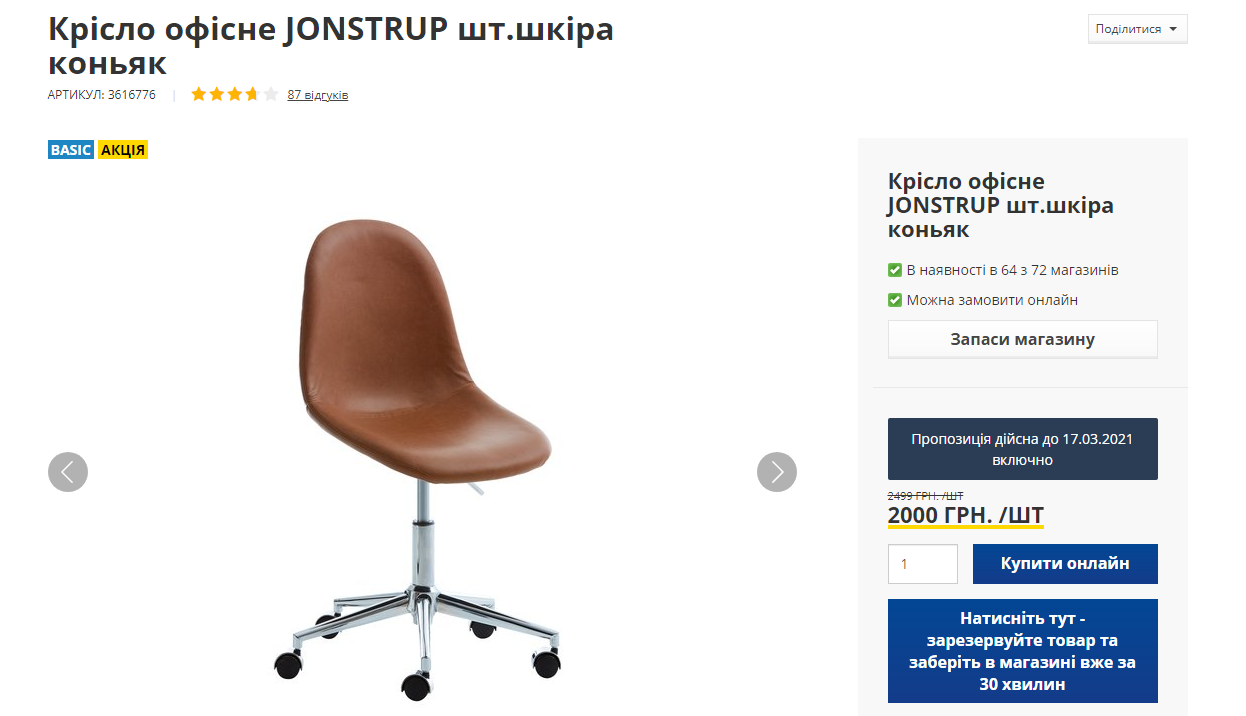 Крісло офісне JONSTRUP шт.шкіра
коньяк
Поділитися
АРТИКУЛ: 3616776 | 87 відгуків
BASIC АКЦІЯ
Крісло офісне
JONSTRUP шт.шкіра
коньяк
В наявності в 64 з 72 магазинів
Можна замовити онлайн
Запаси магазину
Пропозиція дійсна до 17.03.2021
включно
2499 ГРН. /ШТ
2000 ГРН. /ШТ
1 Купити онлайн
Натисніть тут -
зарезервуйте товар та
заберіть в магазині вже за
30 хвилин